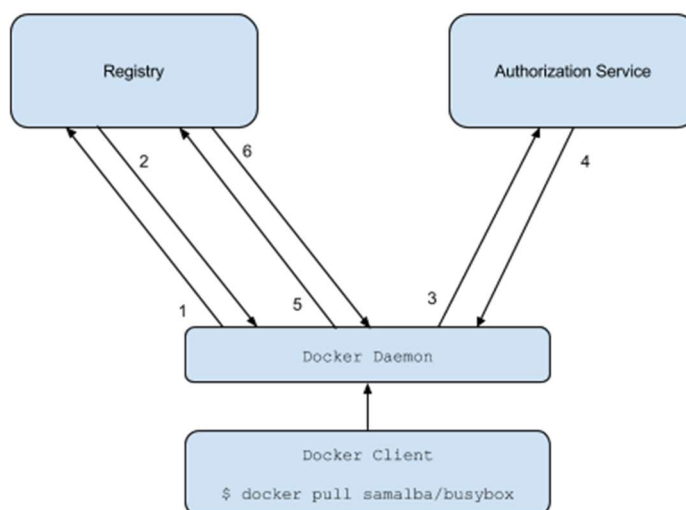 Registry
Authorization Service
2
6
4
1
5
3
Docker Daemon
Docker Client
$ docker pull samalba/busybox